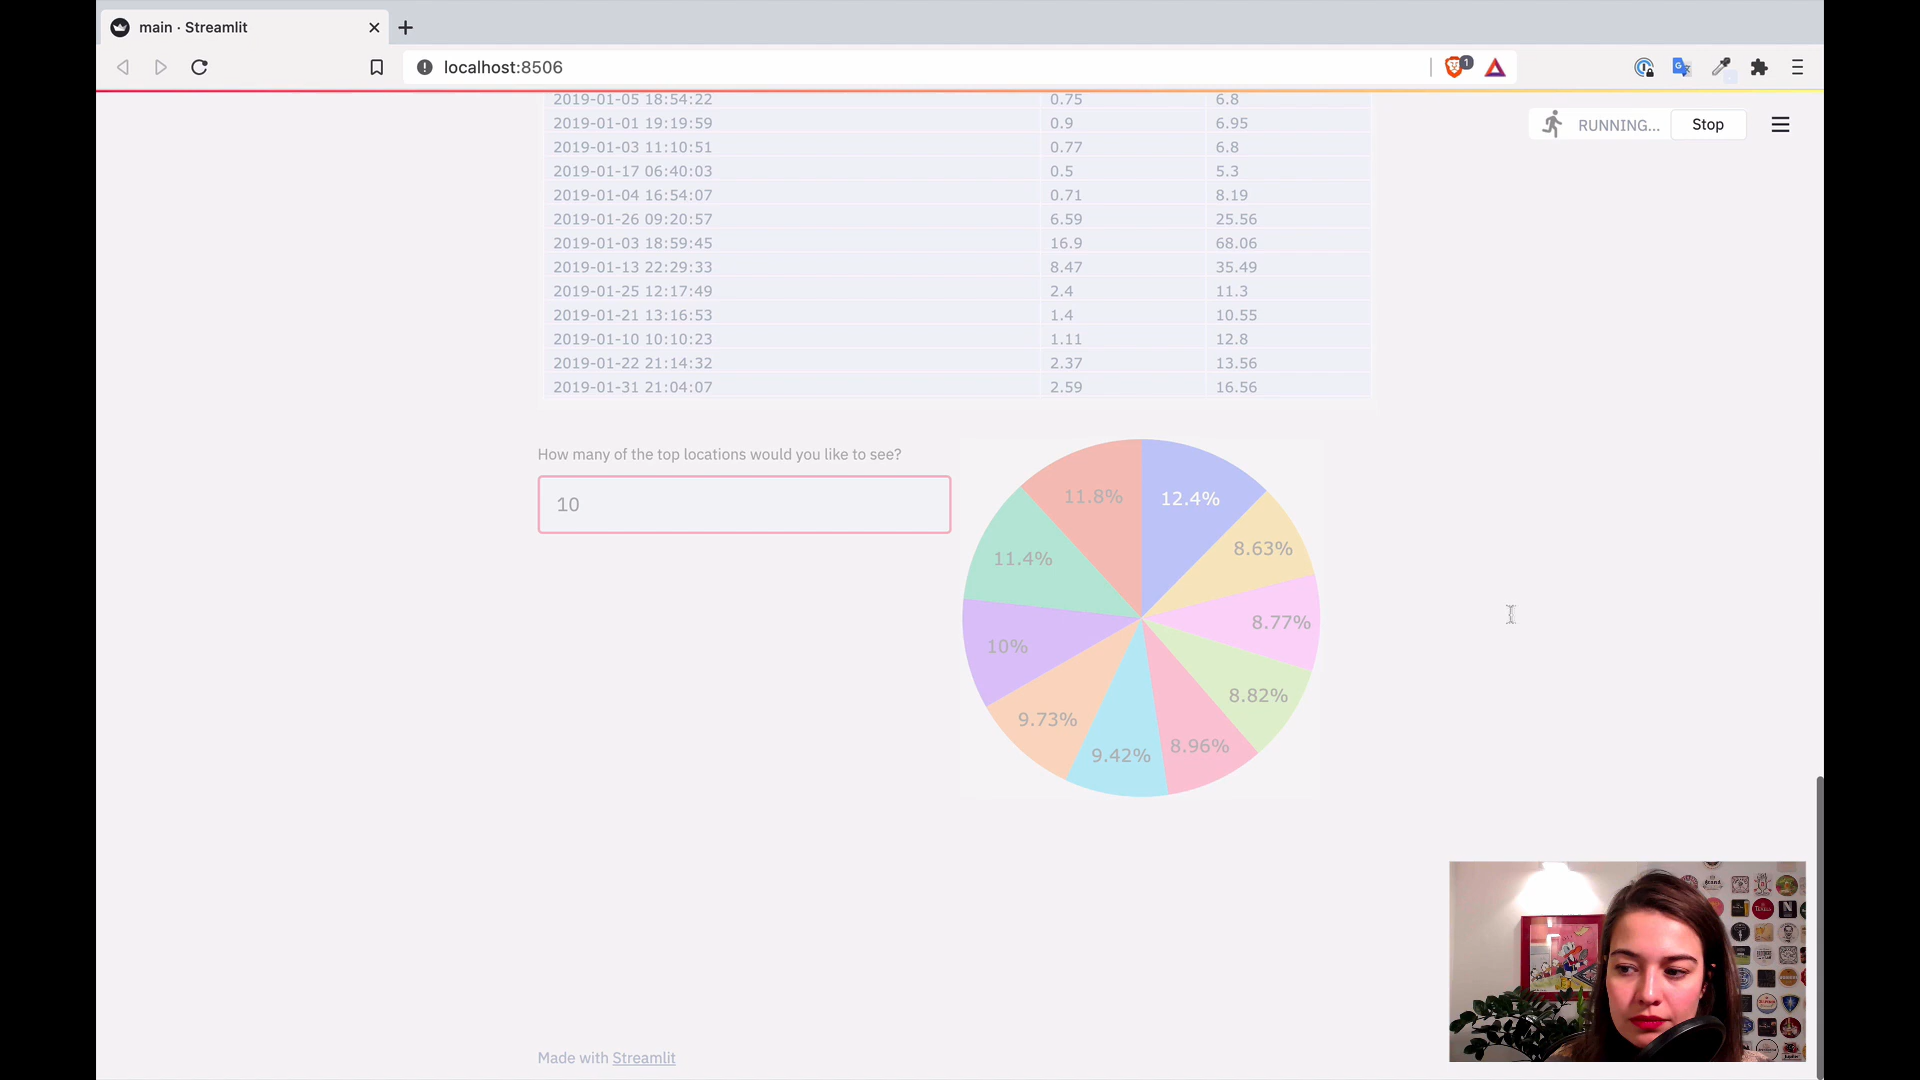 main · Streamlit
localhost:8506
1
2019-01-05 18:54:22 0.75 6.8
2019-01-01 19:19:59 0.9 6.95
2019-01-03 11:10:51 0.77 6.8
2019-01-17 06:40:03 0.5 5.3
2019-01-04 16:54:07 0.71 8.19
2019-01-26 09:20:57 6.59 25.56
2019-01-03 18:59:45 16.9 68.06
2019-01-13 22:29:33 8.47 35.49
2019-01-25 12:17:49 2.4 11.3
2019-01-21 13:16:53 1.4 10.55
2019-01-10 10:10:23 1.11 12.8
2019-01-22 21:14:32 2.37 13.56
2019-01-31 21:04:07 2.59 16.56
RUNNING...
Stop
How many of the top locations would you like to see?
10
11.8%
12.4%
8.63%
11.4%
8.77%
10%
8.82%
9.73%
8.96%
9.42%
Made with Streamlit